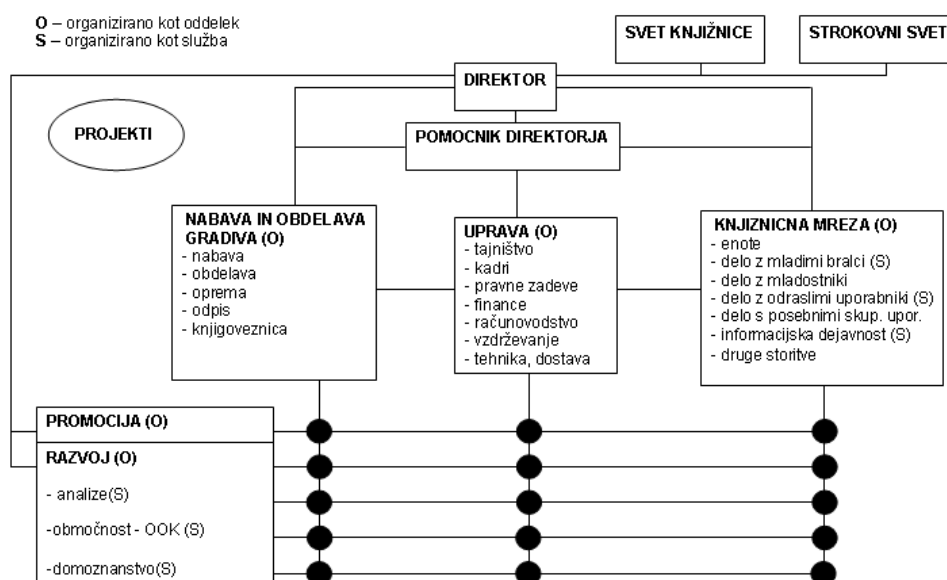 O – organizirano kot oddelek
S – organizirano kot služba
SVET KNJIŽNICE
STROKOVNI SVET
DIREKTOR
PROJEKTI
POMOCNIK DIREKTORJA
NABAVA IN OBDELAVA
GRADIVA (O)
- nabava
- obdelava
- oprema
- odpis
- knjigoveznica
UPRAVA (O)
- tajništvo
- kadri
- pravne zadeve
- finance
- računovodstvo
- vzdrževanje
- tehnika, dostava
KNJIZNICNA MREZA (O)
- enote
- delo z mladimi bralci (S)
- delo z mladostniki
- delo z odraslimi uporabniki (S)
- delo s posebnimi skup. upor.
- informacijska dejavnost (S)
- druge storitve
PROMOCIJA (O)
RAZVOJ (O)
- analize(S)
-območnost - OOK (S)
-domoznanstvo(S)